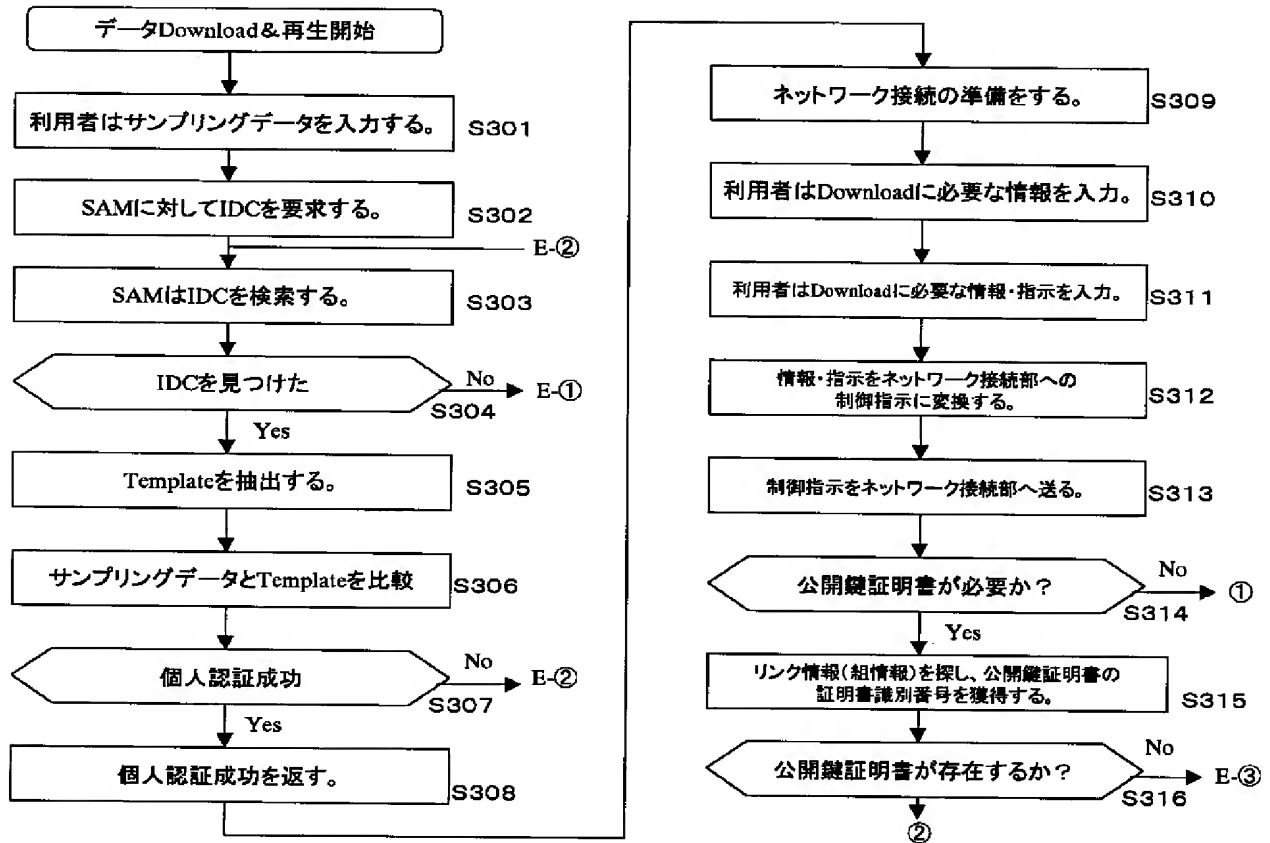 データDownload&再生開始
利用者はサンプリングデータを入力する。
S301
SAMに対してIDCを要求する。
S302
E-②
SAMはIDCを検索する。
S303
IDCを見つけた
No
E-①
S304
Yes
Templateを抽出する。
S305
サンプリングデータとTemplateを比較
S306
個人認証成功
No
E-②
S307
Yes
個人認証成功を返す。
S308
ネットワーク接続の準備をする。
S309
利用者はDownloadに必要な情報を入力。
S310
利用者はDownloadに必要な情報・指示を入力。
S311
情報・指示をネットワーク接続部への
制御指示に変換する。
S312
制御指示をネットワーク接続部へ送る。
S313
公開鍵証明書が必要か？
No
①
S314
Yes
リンク情報(組情報)を探し、公開鍵証明書の
証明書識別番号を獲得する。
S315
公開鍵証明書が存在するか？
No
E-③
S316
②